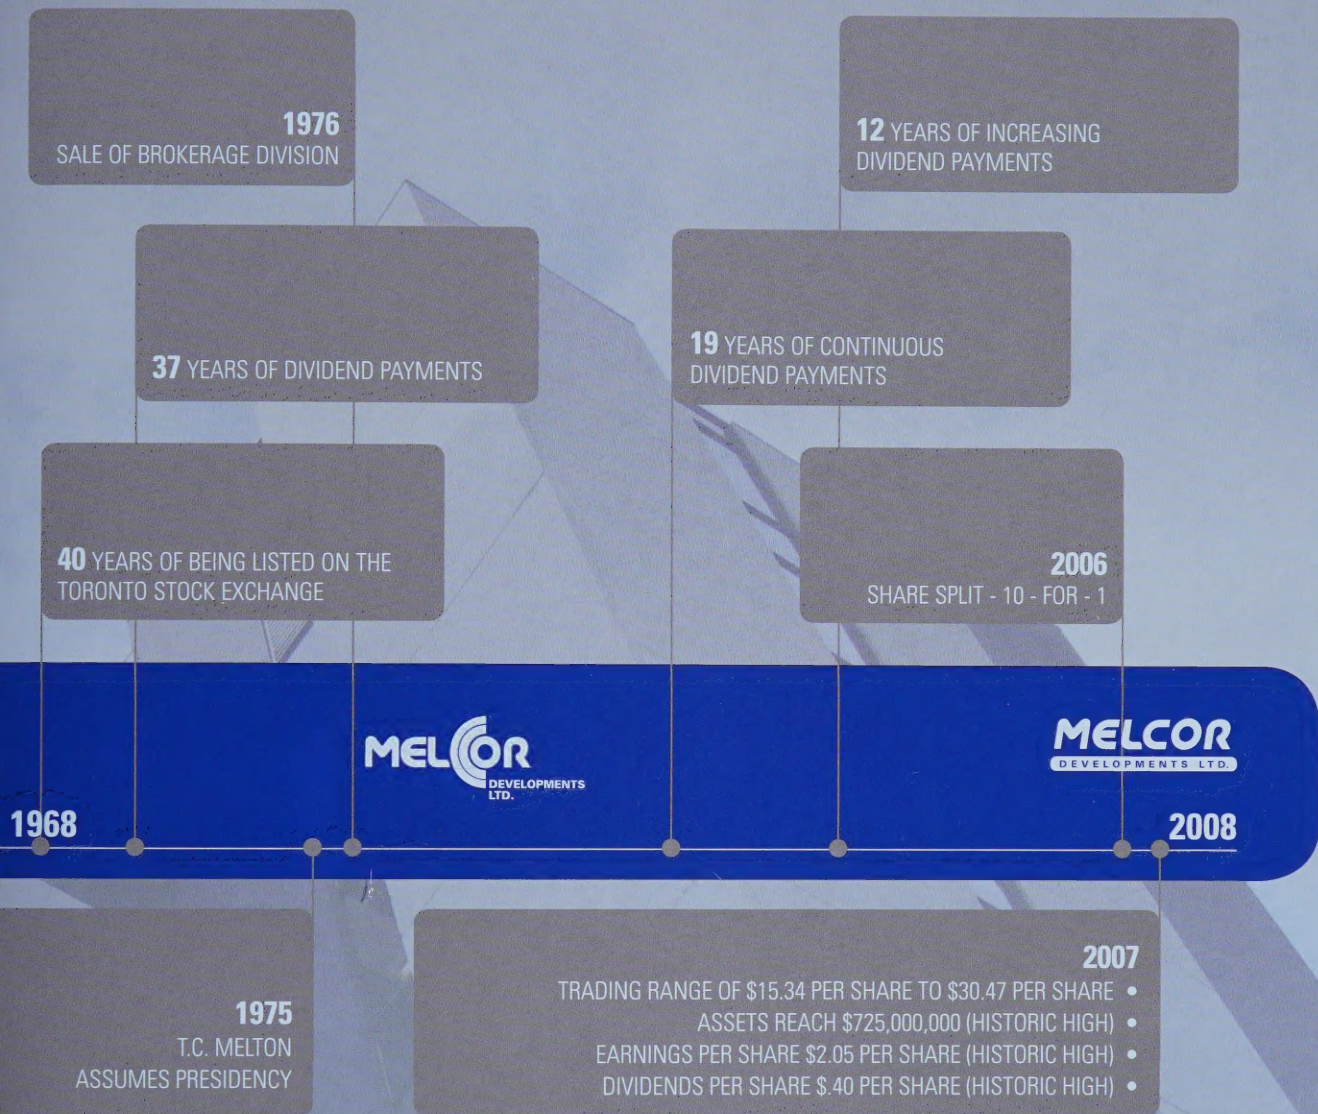 1976
SALE OF BROKERAGE DIVISION
12 YEARS OF INCREASING
DIVIDEND PAYMENTS
37 YEARS OF DIVIDEND PAYMENTS
19 YEARS OF CONTINUOUS
DIVIDEND PAYMENTS
40 YEARS OF BEING LISTED ON THE
TORONTO STOCK EXCHANGE
2006
SHARE SPLIT - 10 - FOR - 1
MELCOR
DEVELOPMENTS
LTD.
MELCOR
DEVELOPMENTS LTD.
1968
2008
1975
T.C. MELTON
ASSUMES PRESIDENCY
2007
TRADING RANGE OF $15.34 PER SHARE TO $30.47 PER SHARE •
ASSETS REACH $725,000,000 (HISTORIC HIGH) •
EARNINGS PER SHARE $2.05 PER SHARE (HISTORIC HIGH) •
DIVIDENDS PER SHARE $.40 PER SHARE (HISTORIC HIGH) •